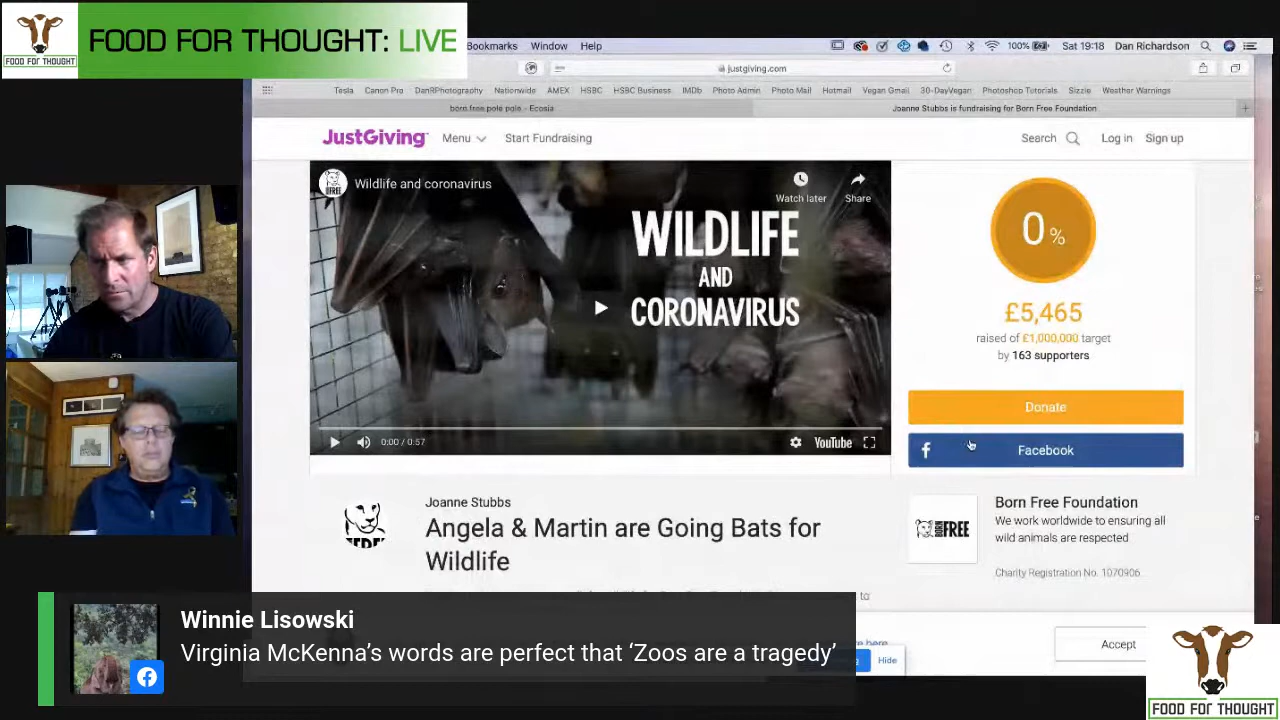 FOOD FOR THOUGHT: LIVE
FOOD FOR THOUGHT
Bookmarks Window Help
100%
Sat 19:18 Dan Richardson
justgiving.com
Tesla Canon Pro DanRPhotography Nationwide AMEX HSBC HSBC Business IMDb Photo Admin Photo Mail Hotmail Vegan Gmail 30-DayVegan Photoshop Tutorials Sizzle Weather Warnings
born free pole pole - Ecosia
Joanne Stubbs is fundraising for Born Free Foundation
JustGiving Menu Start Fundraising Search Log in Sign up
Wildlife and coronavirus
Watch later Share
WILDLIFE
AND
CORONAVIRUS
0:00 / 0:57
YouTube
0 %
£5,465
raised of £1,000,000 target
by 163 supporters
Donate
Facebook
Joanne Stubbs
Angela & Martin are Going Bats for
Wildlife
BORN FREE
Born Free Foundation
We work worldwide to ensuring all
wild animals are respected
Charity Registration No. 1070906
to
here
Accept
Hide
Winnie Lisowski
Virginia McKenna's words are perfect that ‘Zoos are a tragedy’
FOOD FOR THOUGHT